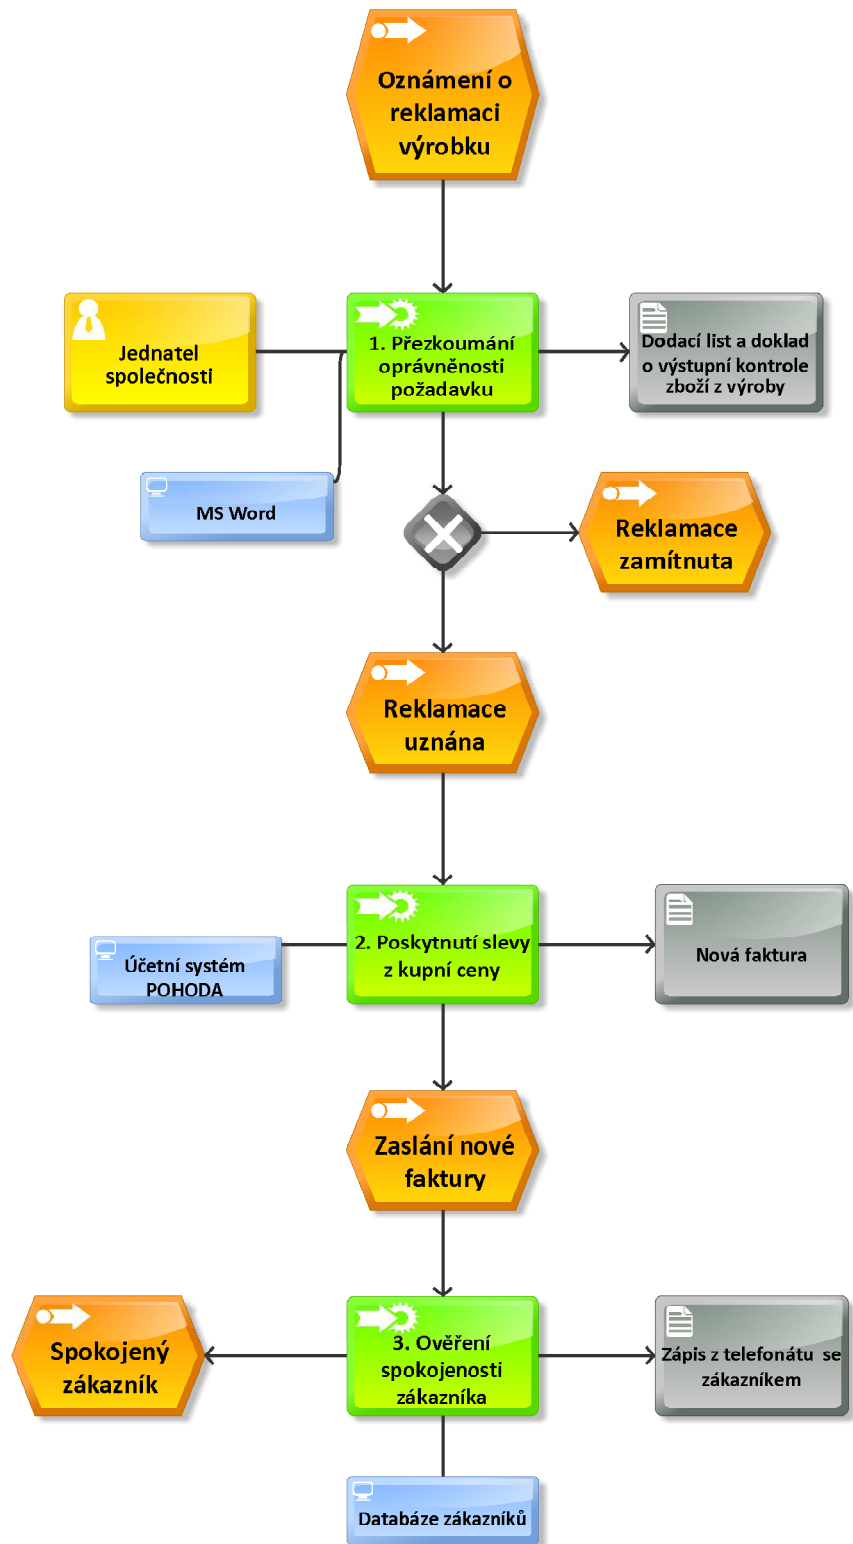 Oznámení o
reklamaci
výrobku
Jednatel
společnosti
1. Přezkoumání
oprávněnosti
požadavku
Dodací list a doklad
o výstupní kontrole
zboží z výroby
MS Word
Reklamace
zamítnuta
Reklamace
uznána
Účetní systém
POHODA
2. Poskytnutí slevy
z kupní ceny
Nová faktura
Zaslání nové
faktury
Spokojený
zákazník
3. Ověření
spokojenosti
zákazníka
Zápis z telefonátu se
zákazníkem
Databáze zákazníků